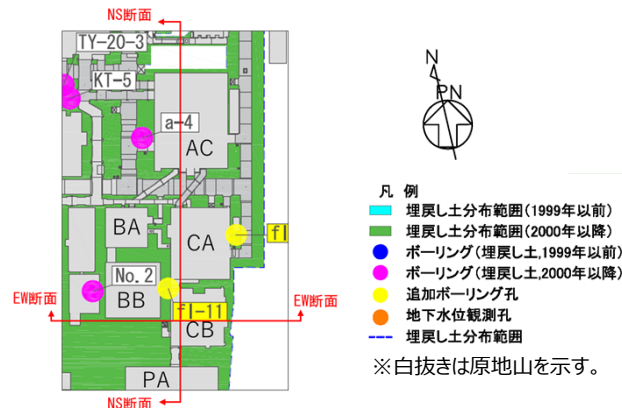 NS断面
TY-20-3
KT-5
a-4
AC
BA
CA
fl
No.2
BB
fl-11
EW断面
EW断面
CB
PA
NS断面
N
PN
凡 例
埋戻し土分布範囲(1999年以前)
埋戻し土分布範囲(2000年以降)
ボーリング(埋戻し土,1999年以前)
ボーリング(埋戻し土,2000年以降)
追加ボーリング孔
地下水位観測孔
埋戻し土分布範囲
※白抜きは原地山を示す。